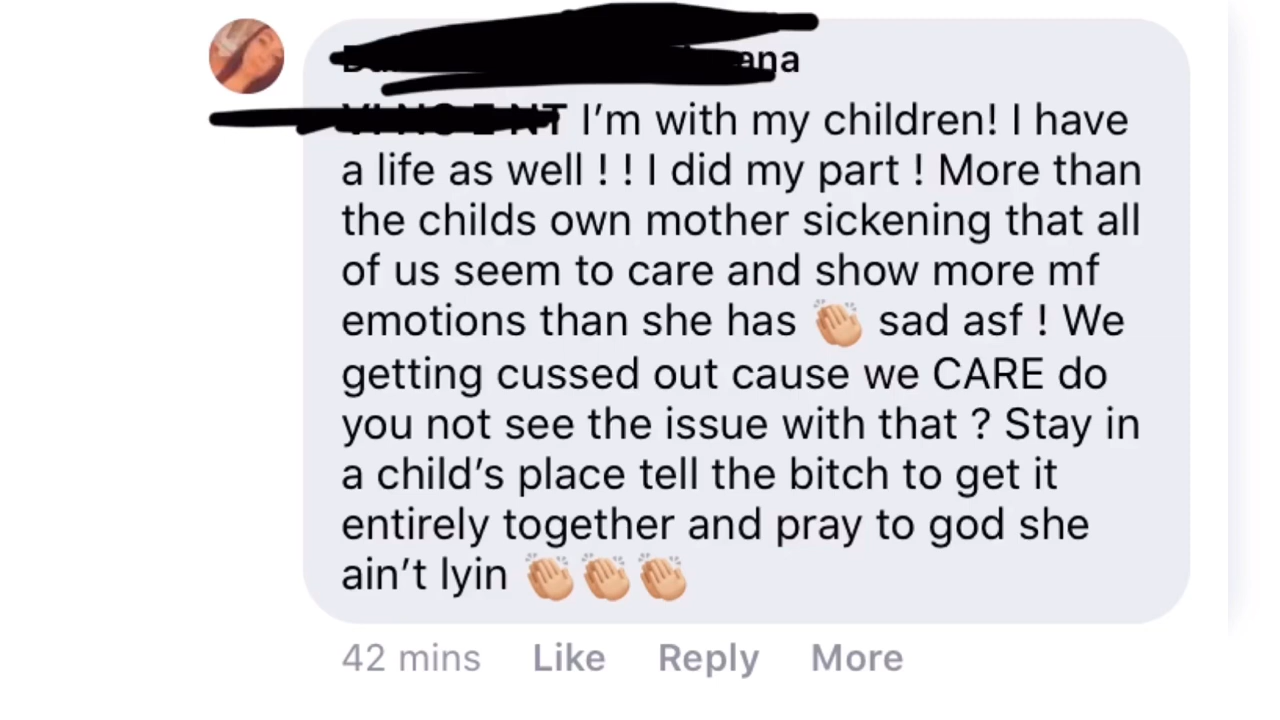 ana
I’m with my children! I have
a life as well ! ! I did my part ! More than
the childs own mother sickening that all
of us seem to care and show more mf
emotions than she has 👏🏼 sad asf ! We
getting cussed out cause we CARE do
you not see the issue with that ? Stay in
a child’s place tell the bitch to get it
entirely together and pray to god she
ain’t lyin 👏🏼👏🏼👏🏼
42 mins Like Reply More